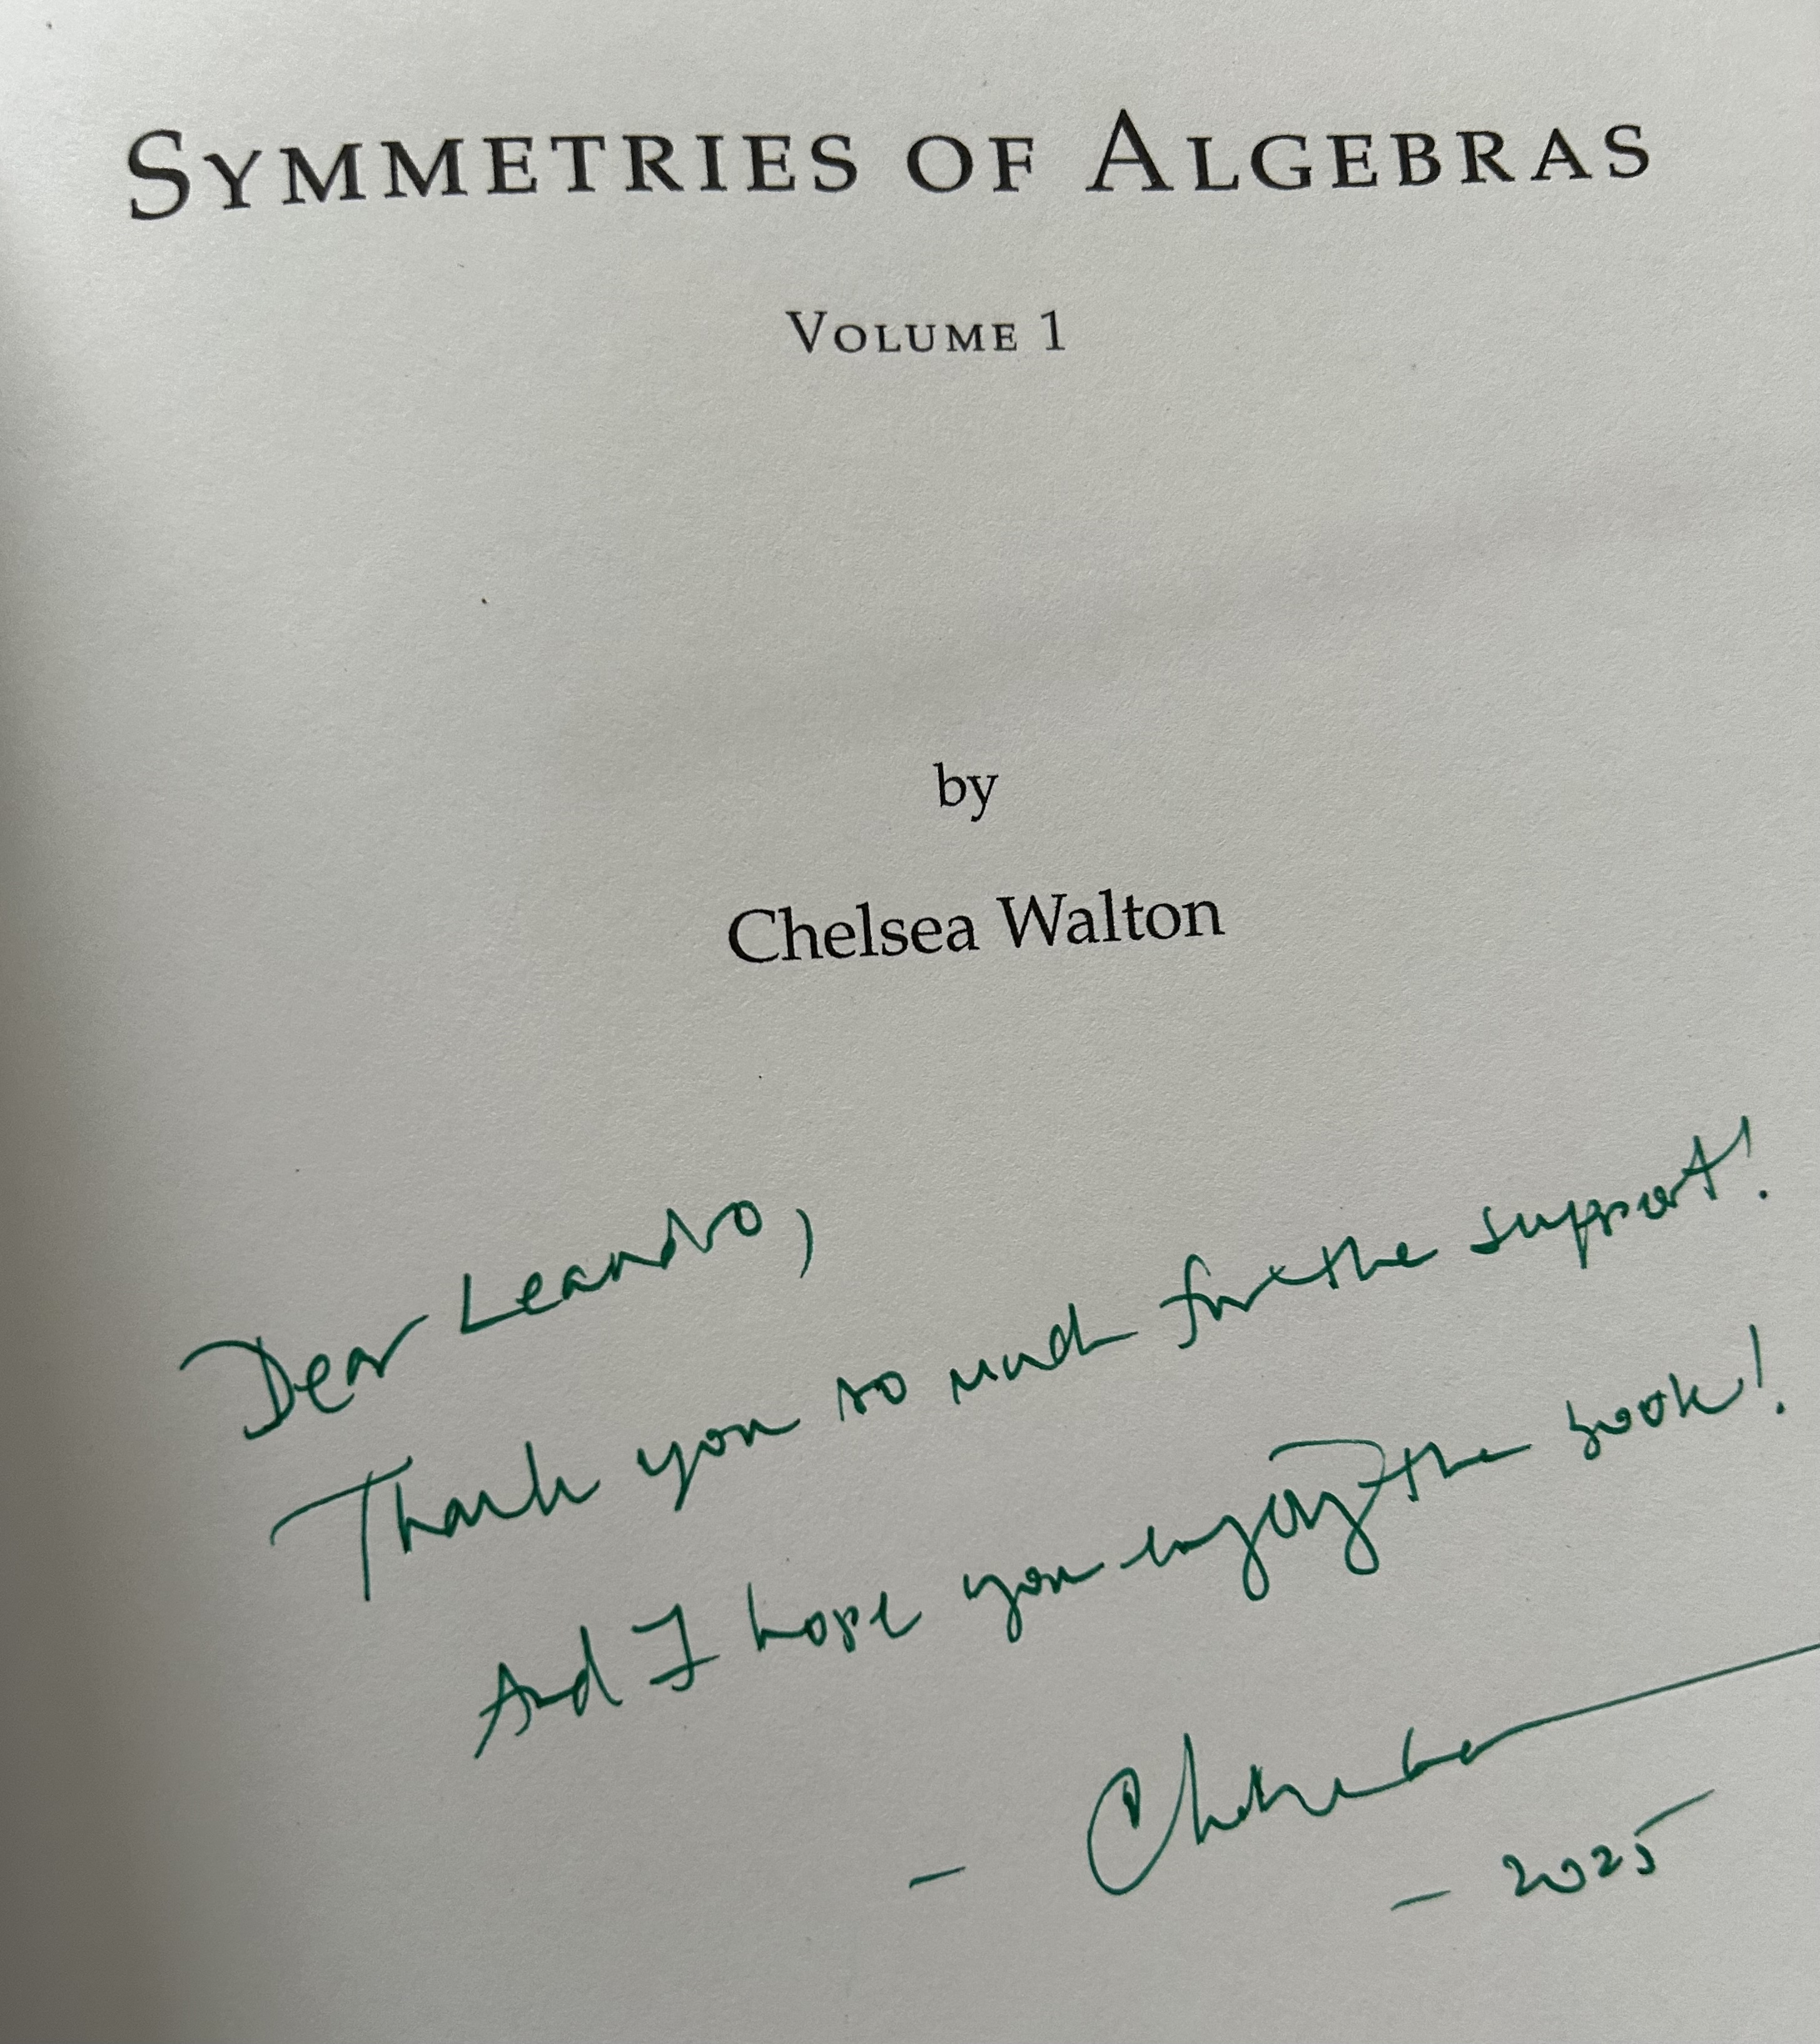 SYMMETRIES OF ALGEBRAS
VOLUME 1
by
Chelsea Walton
Dear Leandro,
Thank you so much for the support!
And I hope you enjoy the book!
- Chelsea
- 2025